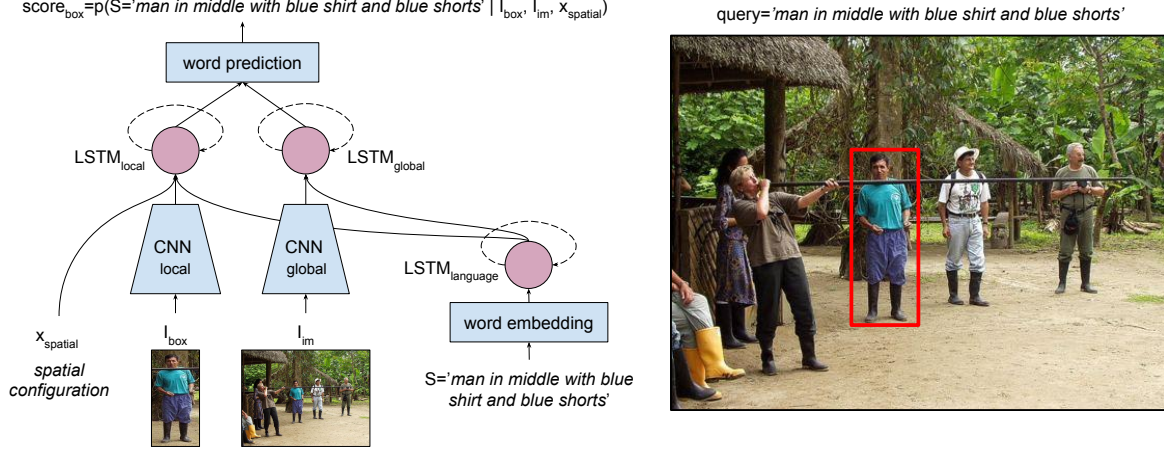 score_box=p(S='man in middle with blue shirt and blue shorts' | I_box, I_im, x_spatial)
word prediction
LSTM_local
LSTM_global
CNN
local
CNN
global
LSTM_language
word embedding
x_spatial
spatial
configuration
I_box
I_im
S='man in middle with blue
shirt and blue shorts'
query='man in middle with blue shirt and blue shorts'